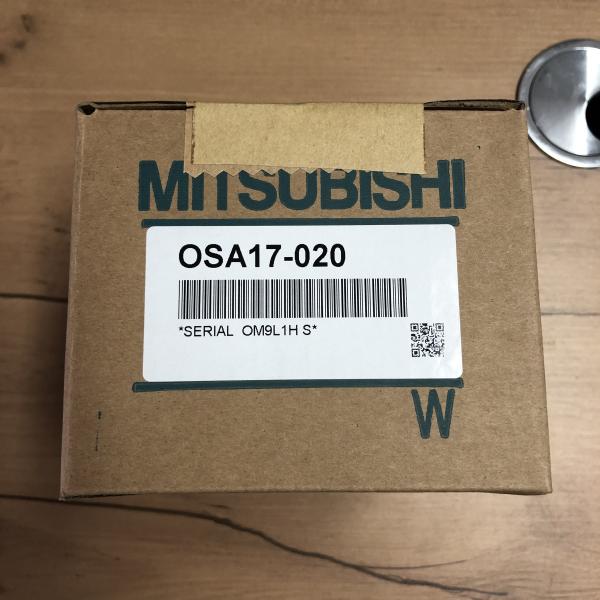 MITSUBISHI
OSA17-020
*SERIAL  OM9L1H S*
W